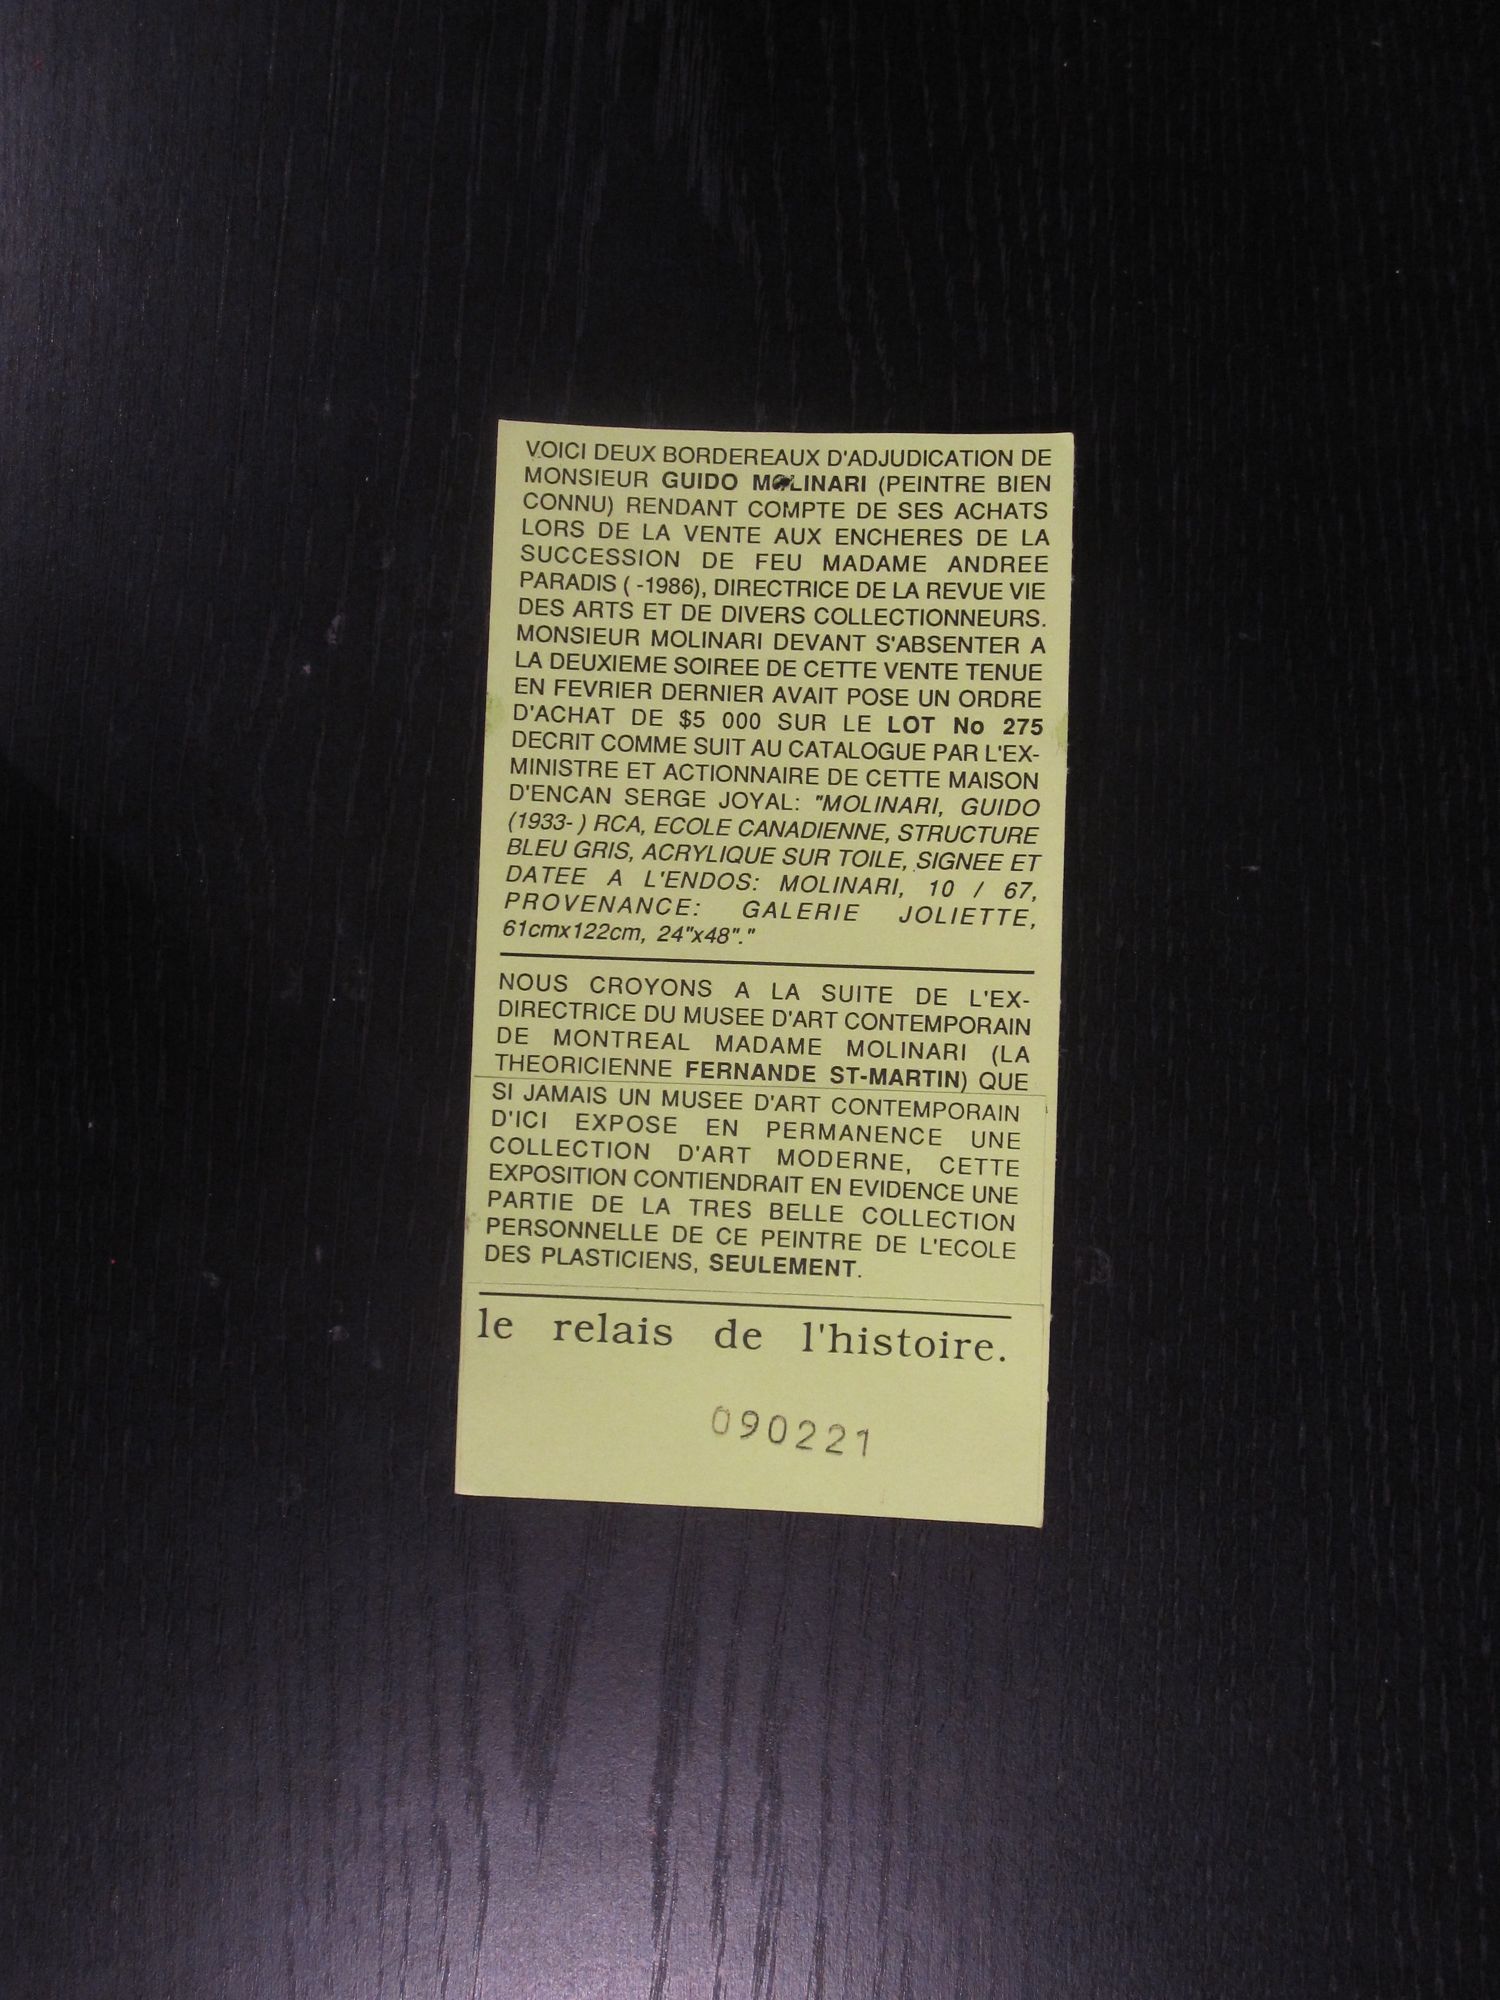 VOICI DEUX BORDEREAUX D'ADJUDICATION DE
MONSIEUR GUIDO MOLINARI (PEINTRE BIEN
CONNU) RENDANT COMPTE DE SES ACHATS
LORS DE LA VENTE AUX ENCHERES DE LA
SUCCESSION DE FEU MADAME ANDREE
PARADIS ( -1986), DIRECTRICE DE LA REVUE VIE
DES ARTS ET DE DIVERS COLLECTIONNEURS.
MONSIEUR MOLINARI DEVANT S'ABSENTER A
LA DEUXIEME SOIREE DE CETTE VENTE TENUE
EN FEVRIER DERNIER AVAIT POSE UN ORDRE
D'ACHAT DE $5 000 SUR LE LOT No 275
DECRIT COMME SUIT AU CATALOGUE PAR L'EX-
MINISTRE ET ACTIONNAIRE DE CETTE MAISON
D'ENCAN SERGE JOYAL: "MOLINARI, GUIDO
(1933- ) RCA, ECOLE CANADIENNE, STRUCTURE
BLEU GRIS, ACRYLIQUE SUR TOILE, SIGNEE ET
DATEE A L'ENDOS: MOLINARI, 10 / 67,
PROVENANCE: GALERIE JOLIETTE,
61cmx122cm, 24"x48"."
NOUS CROYONS A LA SUITE DE L'EX-
DIRECTRICE DU MUSEE D'ART CONTEMPORAIN
DE MONTREAL MADAME MOLINARI (LA
THEORICIENNE FERNANDE ST-MARTIN) QUE
SI JAMAIS UN MUSEE D'ART CONTEMPORAIN
D'ICI EXPOSE EN PERMANENCE UNE
COLLECTION D'ART MODERNE, CETTE
EXPOSITION CONTIENDRAIT EN EVIDENCE UNE
PARTIE DE LA TRES BELLE COLLECTION
PERSONNELLE DE CE PEINTRE DE L'ECOLE
DES PLASTICIENS, SEULEMENT.
le relais de l'histoire.
090221